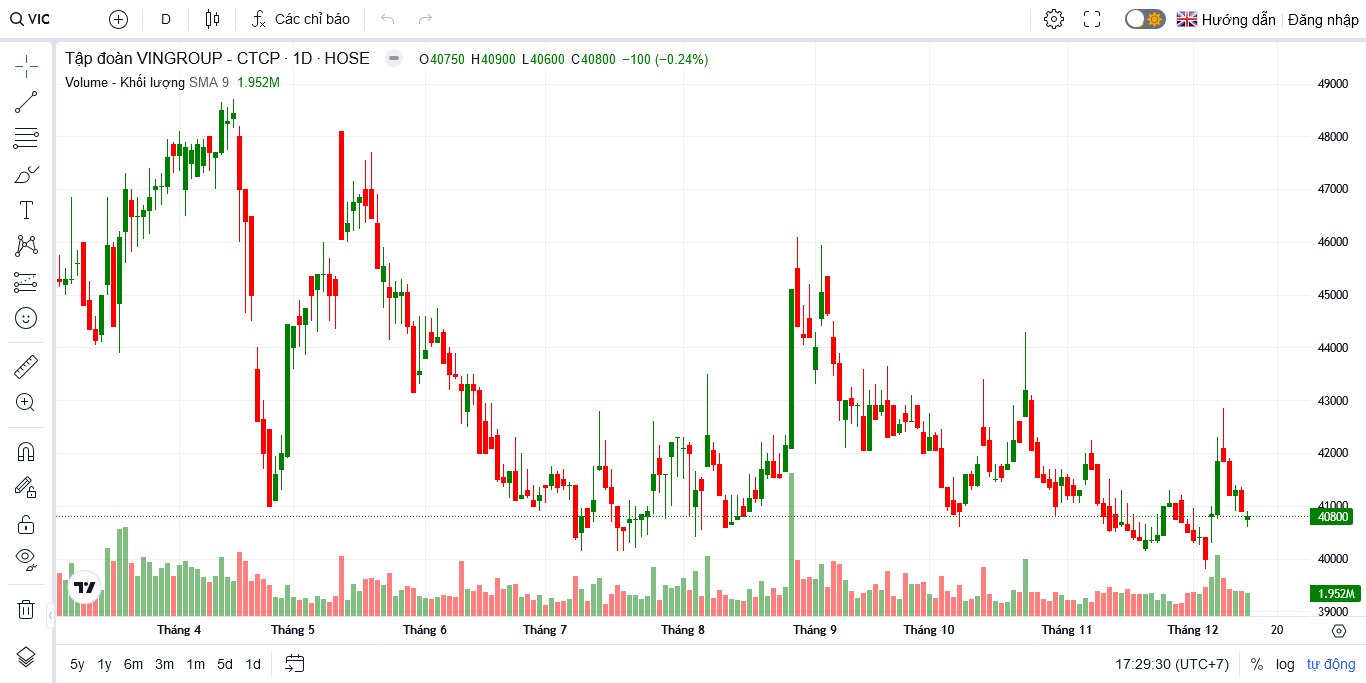 VIC D Các chỉ báo Hướng dẫn Đăng nhập
Tập đoàn VINGROUP - CTCP · 1D · HOSE O40750 H40900 L40600 C40800 −100 (−0.24%)
Volume - Khối lượng SMA 9 1.952M
49000
48000
47000
46000
45000
44000
43000
42000
41000
40800
40000
1.952M
39000
Tháng 4 Tháng 5 Tháng 6 Tháng 7 Tháng 8 Tháng 9 Tháng 10 Tháng 11 Tháng 12 20
5y 1y 6m 3m 1m 5d 1d 17:29:30 (UTC+7) % log tự động